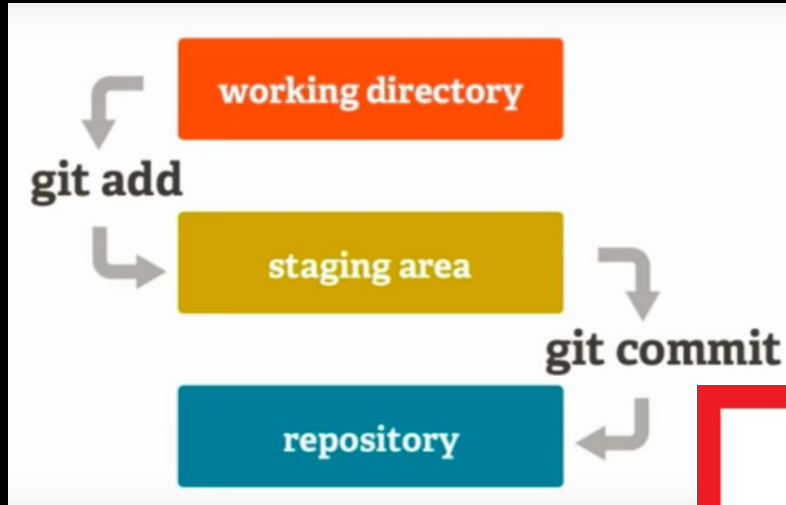 working directory
git add
staging area
git commit
repository